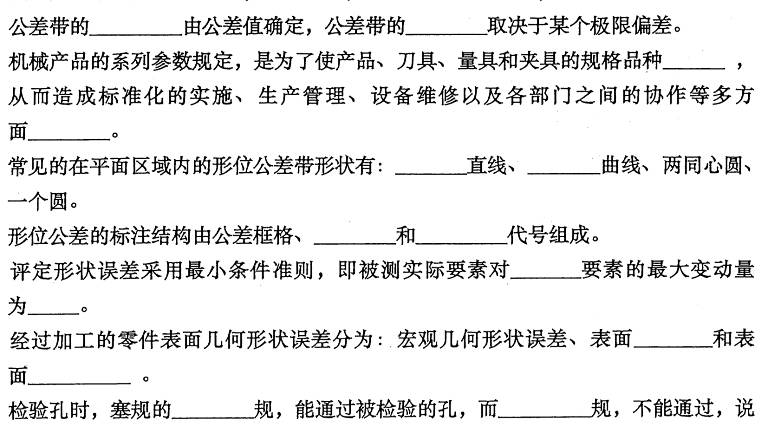 公差带的________由公差值确定，公差带的________取决于某个极限偏差。
机械产品的系列参数规定，是为了使产品、刀具、量具和夹具的规格品种______，
从而造成标准化的实施、生产管理、设备维修以及各部门之间的协作等多方
面________。
常见的在平面区域内的形位公差带形状有：_______直线、_______曲线、两同心圆、
一个圆。
形位公差的标注结构由公差框格、________和_________代号组成。
评定形状误差采用最小条件准则，即被测实际要素对_______要素的最大变动量
为_____。
经过加工的零件表面几何形状误差分为：宏观几何形状误差、表面________和表
面__________。
检验孔时，塞规的________规，能通过被检验的孔，而_________规，不能通过，说